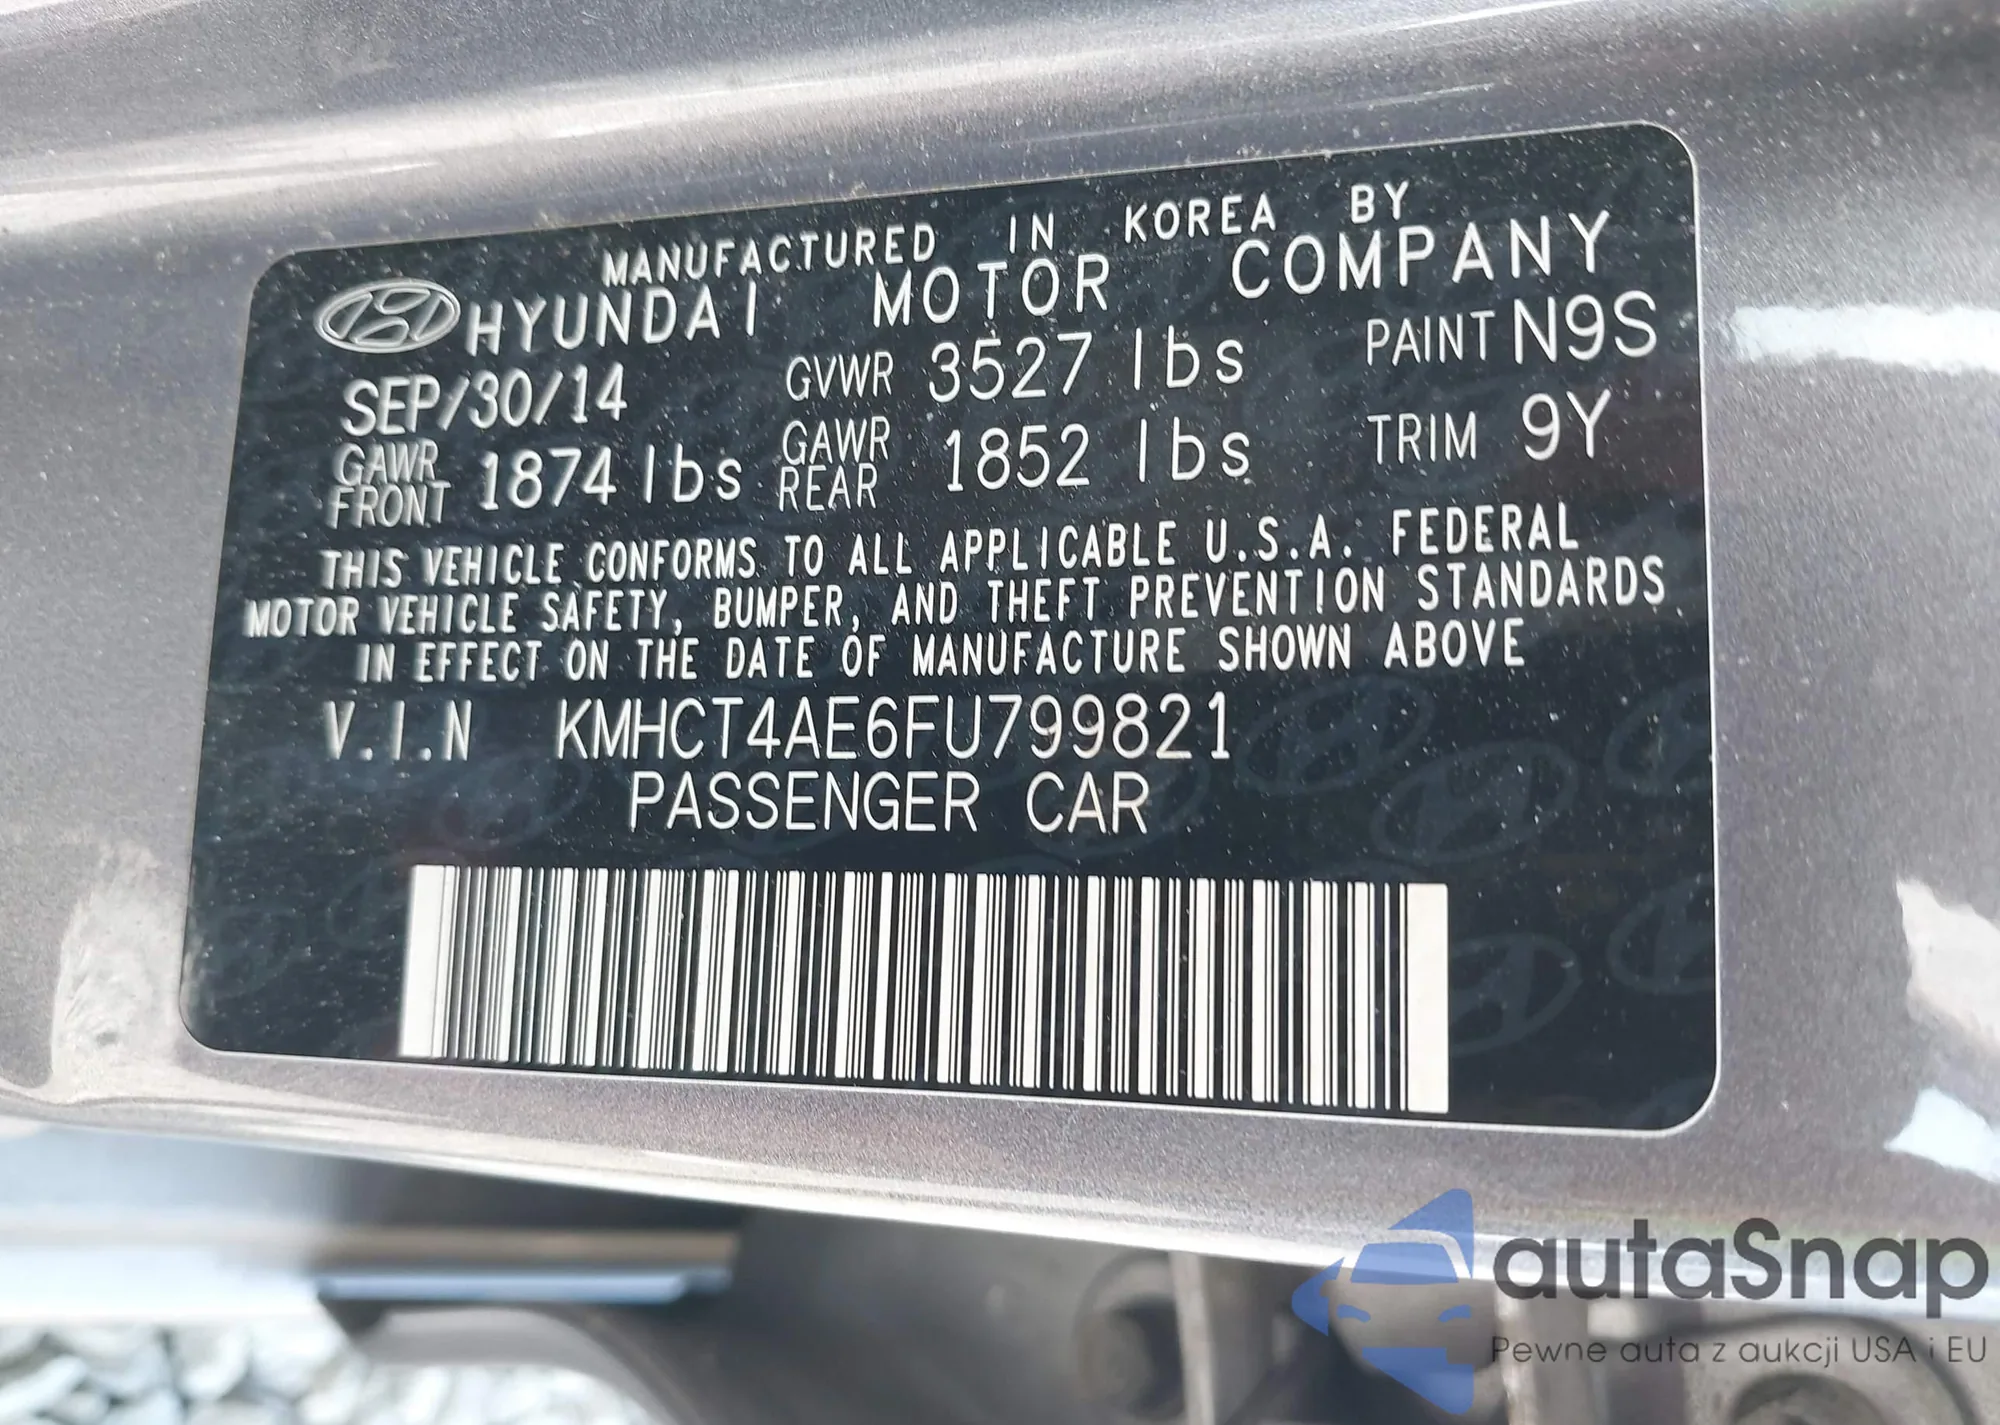 MANUFACTURED IN KOREA BY
HYUNDAI MOTOR COMPANY
SEP/30/14 GVWR 3527 lbs PAINT N9S
GAWR FRONT 1874 lbs GAWR REAR 1852 lbs TRIM 9Y
THIS VEHICLE CONFORMS TO ALL APPLICABLE U.S.A. FEDERAL
MOTOR VEHICLE SAFETY, BUMPER, AND THEFT PREVENTION STANDARDS
IN EFFECT ON THE DATE OF MANUFACTURE SHOWN ABOVE
V.I.N KMHCT4AE6FU799821
PASSENGER CAR
autaSnap
Pewne auta z aukcji USA i EU